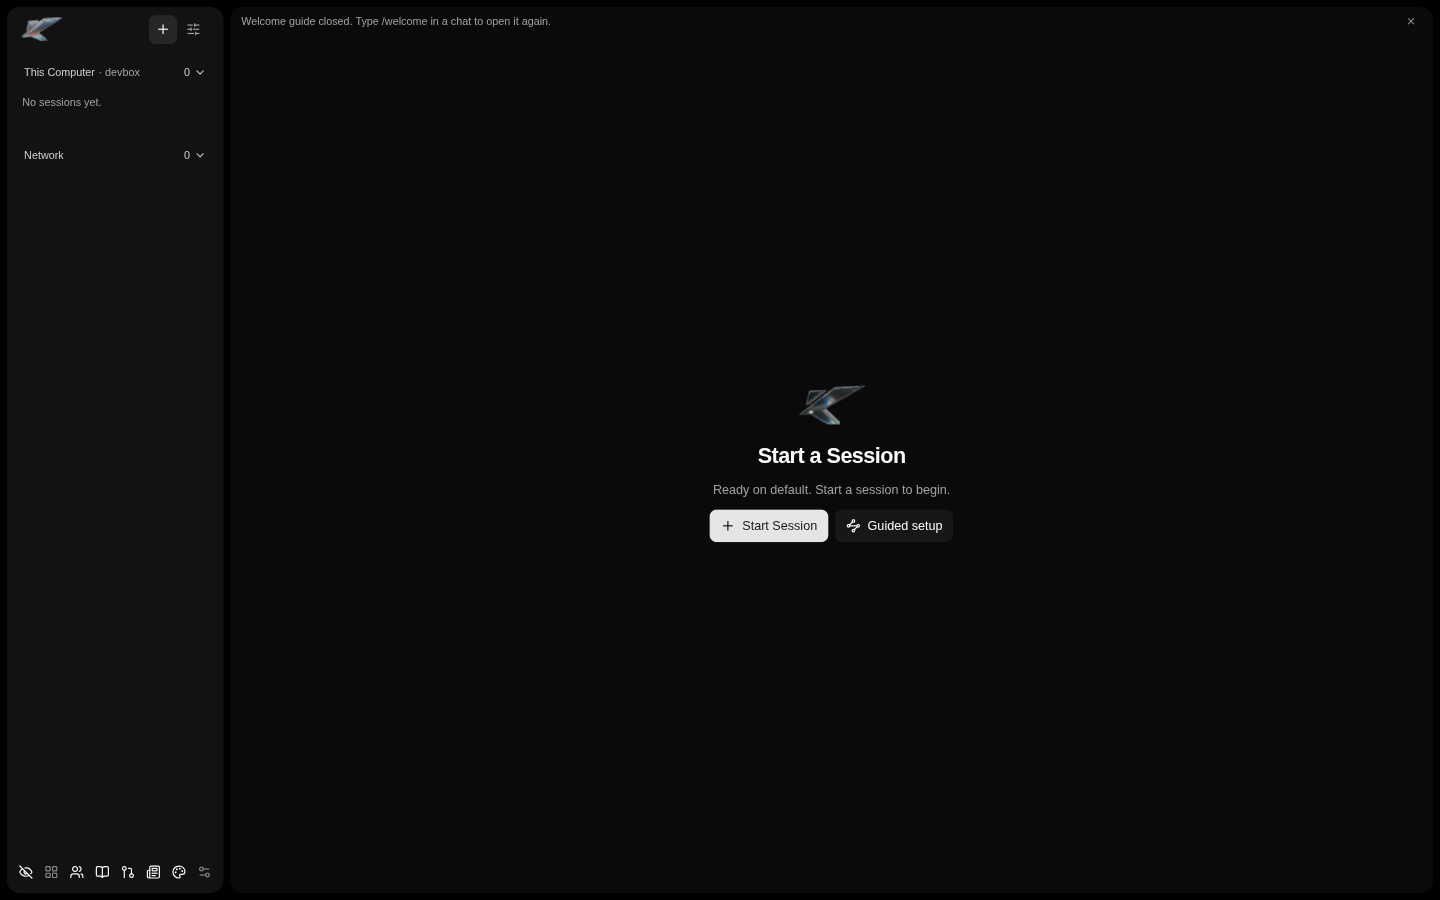 Welcome guide closed. Type /welcome in a chat to open it again.
This Computer · devbox 0
No sessions yet.
Network 0
Start a Session
Ready on default. Start a session to begin.
Start Session
Guided setup